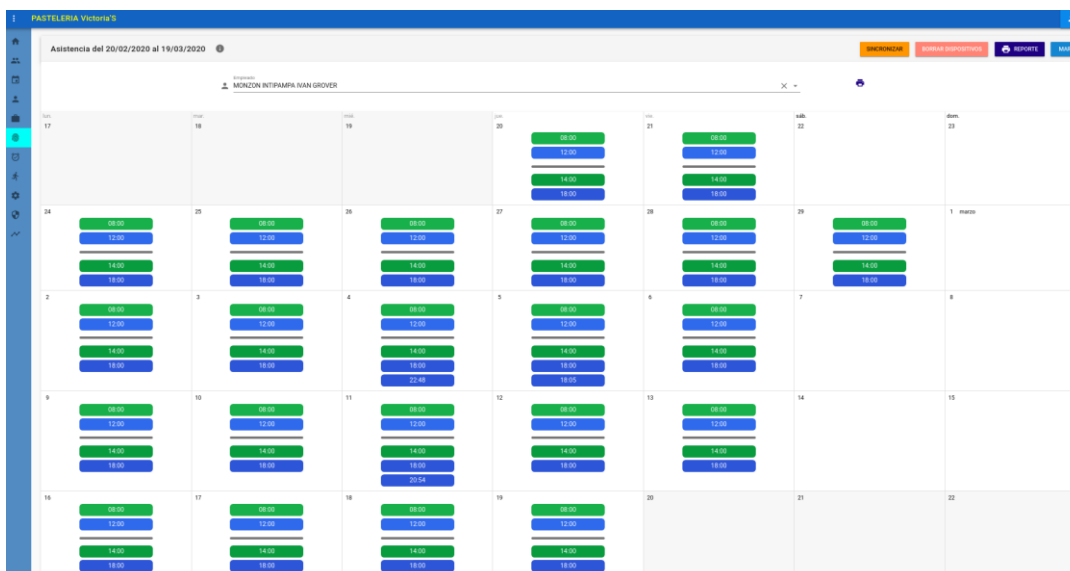 PASTELERIA Victoria'S
Asistencia del 20/02/2020 al 19/03/2020
SINCRONIZAR
BORRAR DISPOSITIVOS
REPORTE
Empleado
MONZON INTIPAMPA IVAN GROVER
lun. mar. mié. jue. vie. sáb. dom.
17 18 19 20 21 22 23
08:00 08:00
12:00 12:00
14:00 14:00
18:00 18:00
24 25 26 27 28 29 1 marzo
08:00 08:00 08:00 08:00 08:00 08:00
12:00 12:00 12:00 12:00 12:00 12:00
14:00 14:00 14:00 14:00 14:00 14:00
18:00 18:00 18:00 18:00 18:00 18:00
2 3 4 5 6 7 8
08:00 08:00 08:00 08:00 08:00
12:00 12:00 12:00 12:00 12:00
14:00 14:00 14:00 14:00 14:00
18:00 18:00 18:00 18:00 18:00
22:48 18:05
9 10 11 12 13 14 15
08:00 08:00 08:00 08:00 08:00
12:00 12:00 12:00 12:00 12:00
14:00 14:00 14:00 14:00 14:00
18:00 18:00 18:00 18:00 18:00
20:54
16 17 18 19 20 21 22
08:00 08:00 08:00 08:00
12:00 12:00 12:00 12:00
14:00 14:00 14:00 14:00
18:00 18:00 18:00 18:00